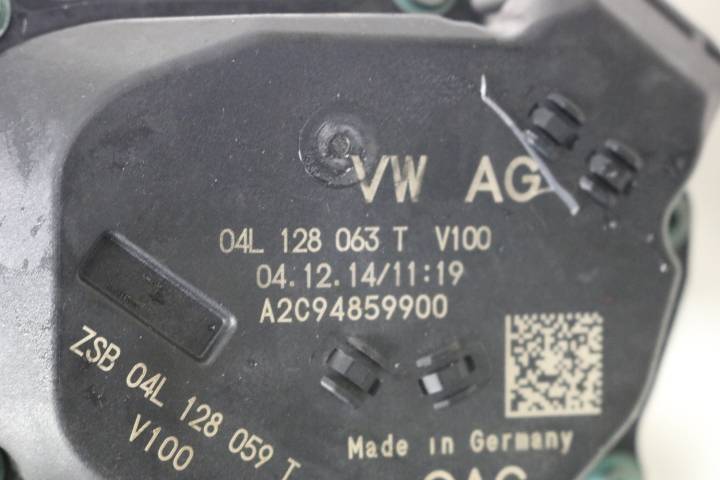 VW AG
04L 128 063 T V100
04.12.14/11:19
A2C94859900
ZSB 04L 128 059 T
V100
Made in Germany